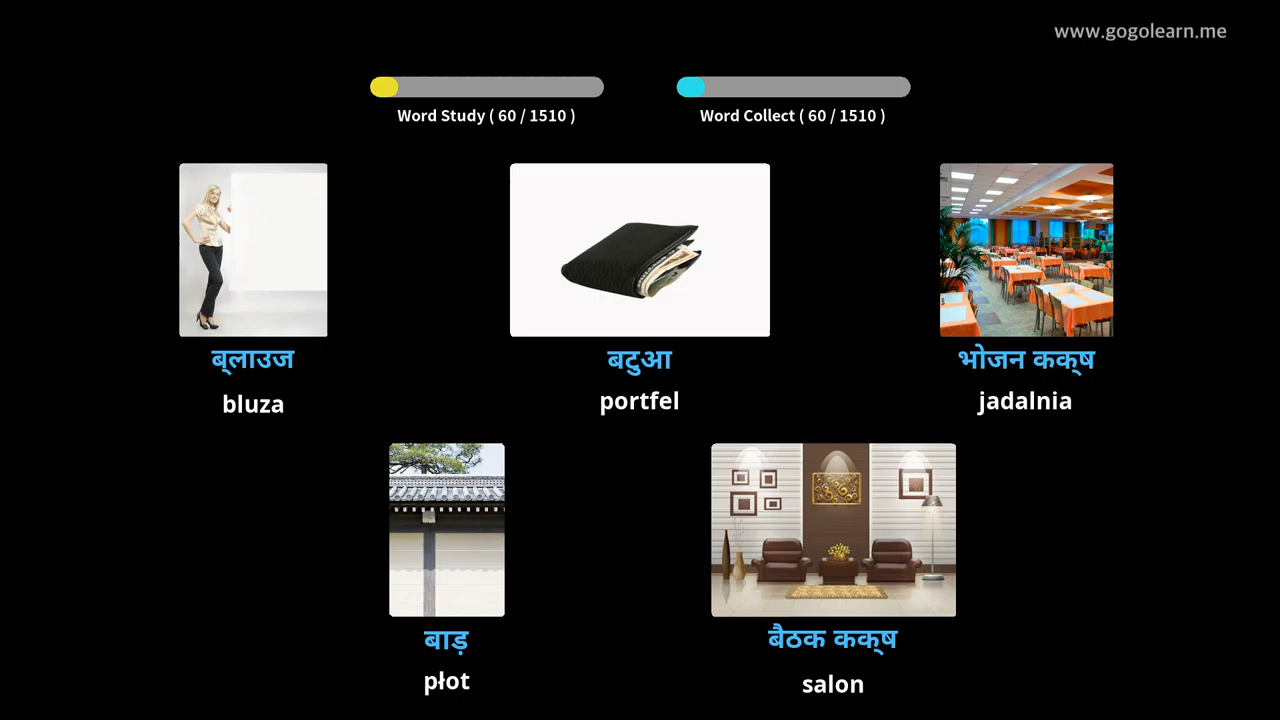 www.gogolearn.me
Word Study ( 60 / 1510 )
Word Collect ( 60 / 1510 )
ब्लाउज
bluza
बटुआ
portfel
भोजन कक्ष
jadalnia
बाड़
płot
बैठक कक्ष
salon